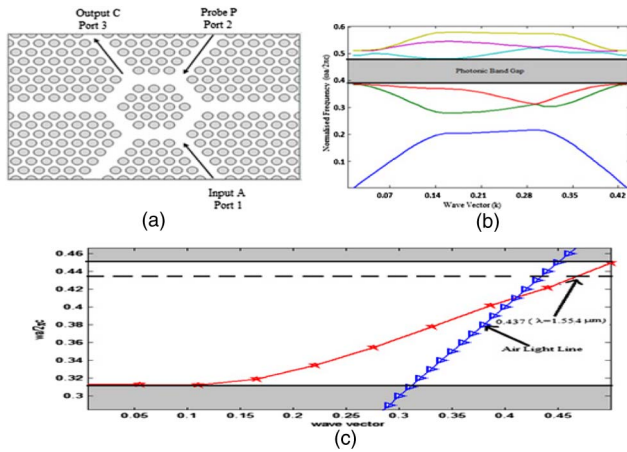 Output C
Port 3
Probe P
Port 2
Input A
Port 1
(a)
Normalised Frequency (ωa/2πc)
0.6
0.5
0.4
0.3
0.2
0.1
Photonic Band Gap
0.07
0.14
0.21
0.28
0.35
0.42
Wave Vector (k)
(b)
0.46
0.44
0.42
0.4
0.38
0.36
0.34
0.32
0.3
0.437 ( λ=1.554 μm)
Air Light Line
0.05
0.1
0.15
0.2
0.25
0.3
0.35
0.4
0.45
wave vector
(c)